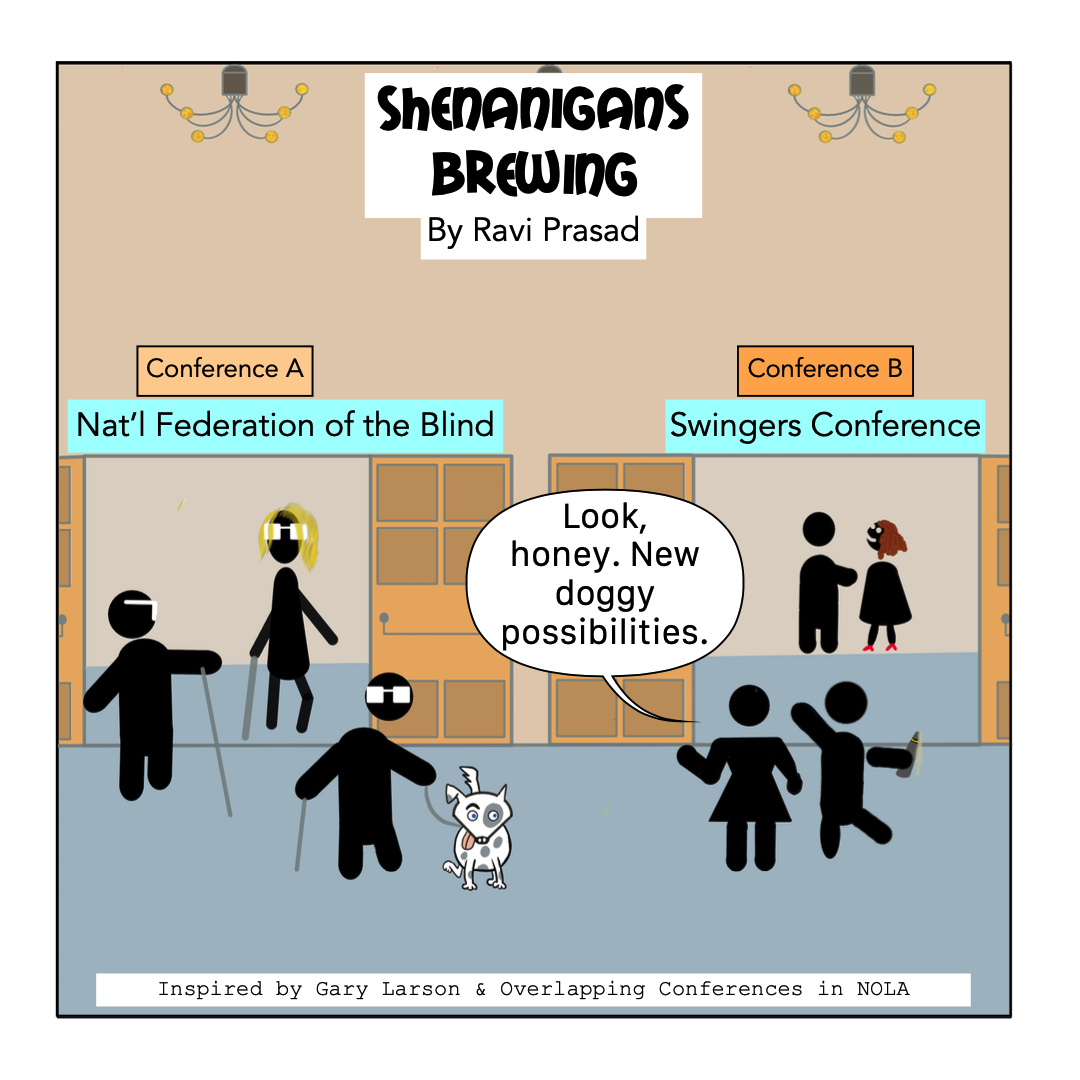 ShENANIGANS
BREWING
By Ravi Prasad
Conference A
Conference B
Nat’l Federation of the Blind
Swingers Conference
Look,
honey. New
doggy
possibilities.
Inspired by Gary Larson & Overlapping Conferences in NOLA